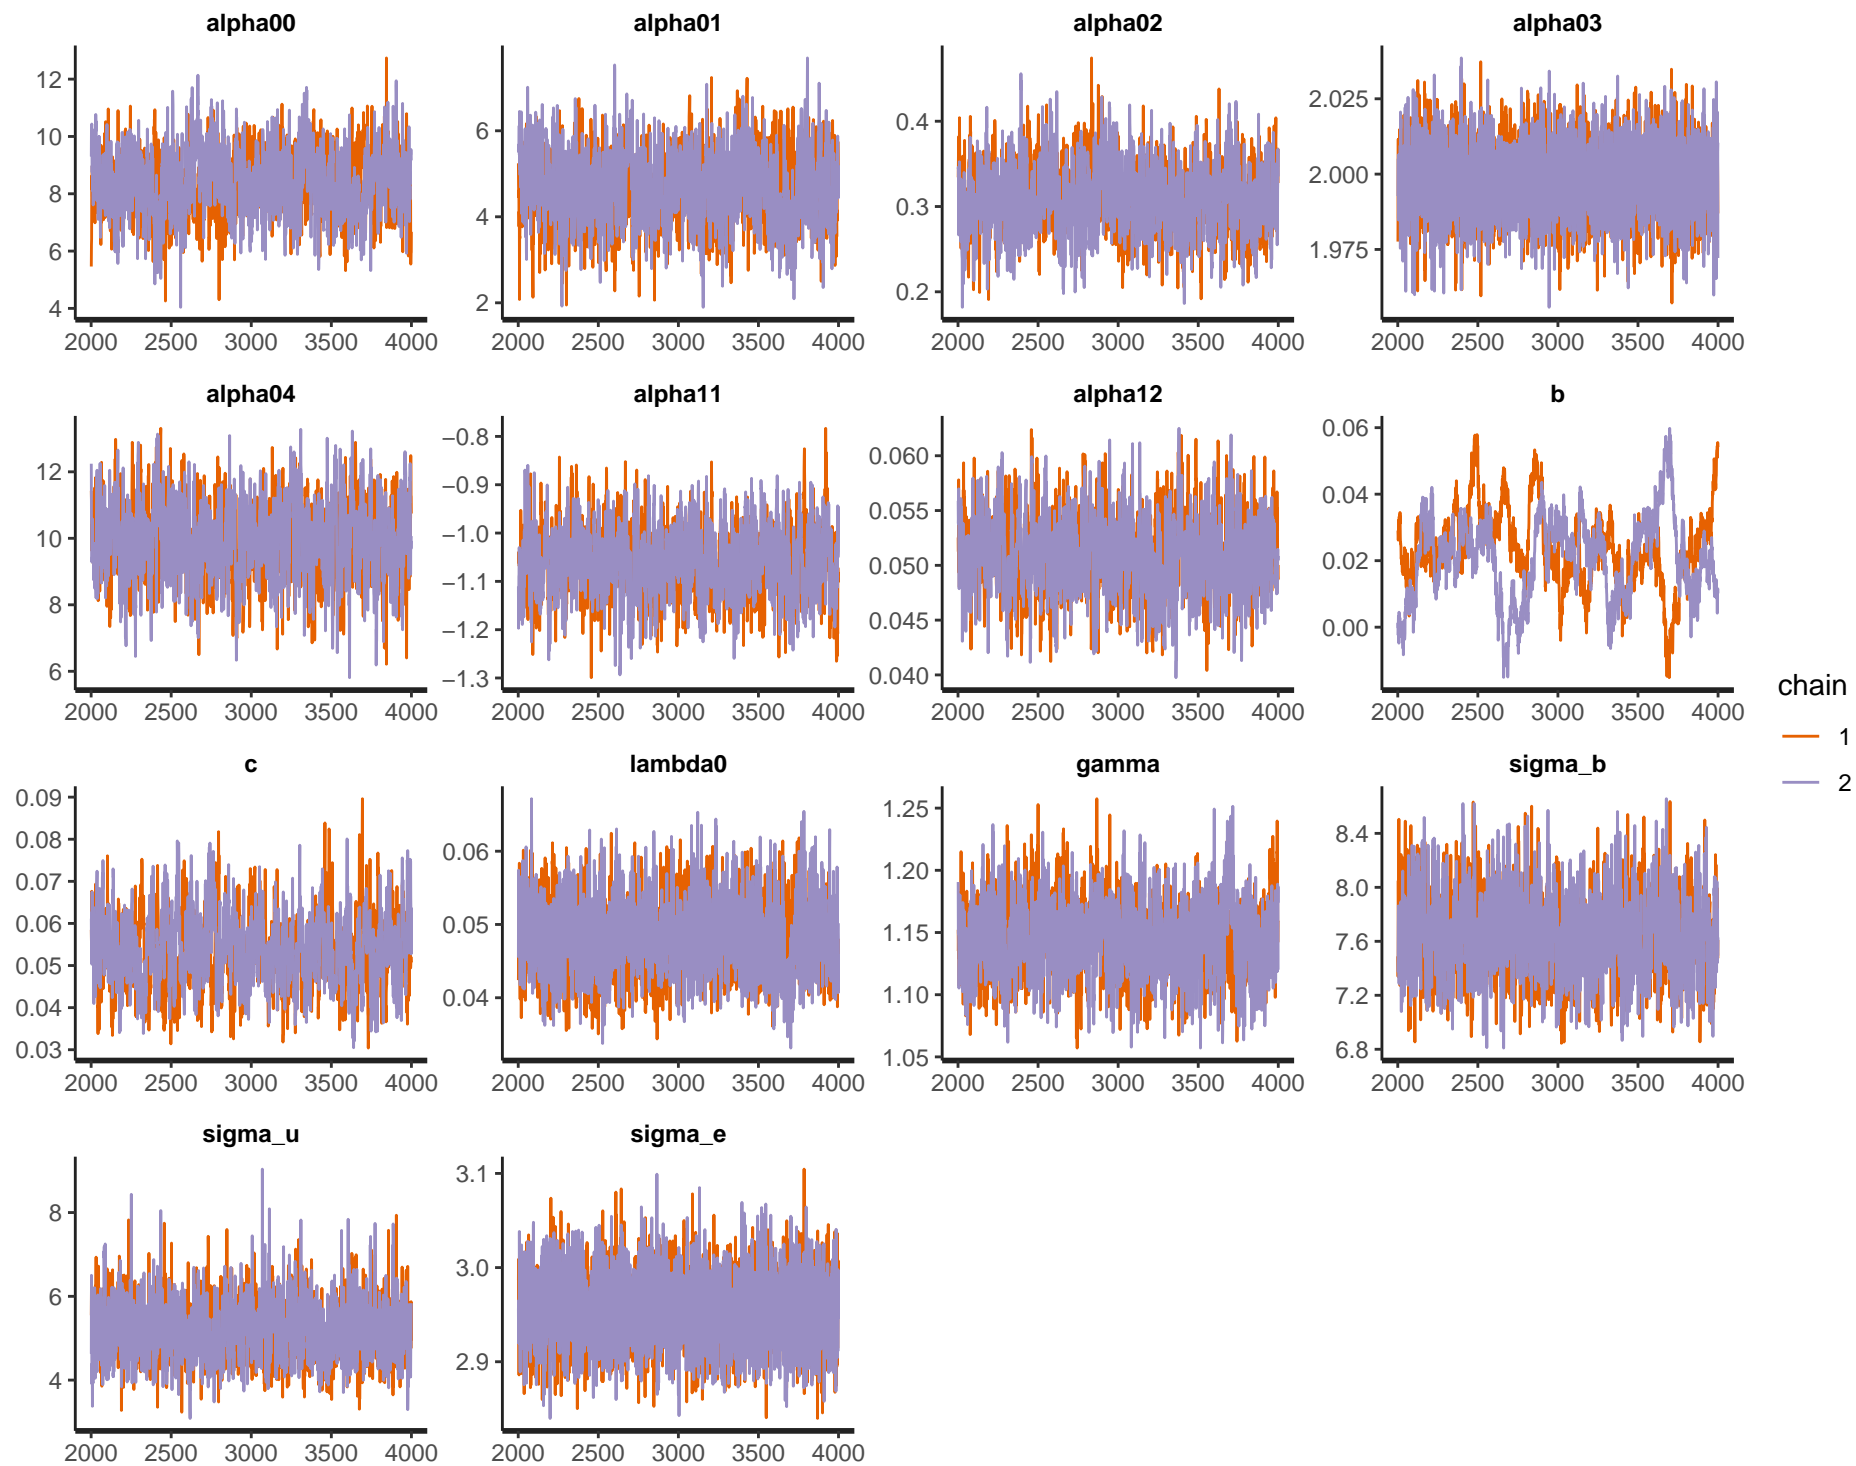 alpha00 alpha01 alpha02 alpha03
12 10 8 6 4
6 4 2
0.4 0.3 0.2
2.025 2.000 1.975
2000 2500 3000 3500 4000 2000 2500 3000 3500 4000 2000 2500 3000 3500 4000 2000 2500 3000 3500 4000
alpha04 alpha11 alpha12 b
12 10 8 6
−0.8 −0.9 −1.0 −1.1 −1.2 −1.3
0.060 0.055 0.050 0.045 0.040
0.06 0.04 0.02 0.00
2000 2500 3000 3500 4000 2000 2500 3000 3500 4000 2000 2500 3000 3500 4000 2000 2500 3000 3500 4000
chain
1
2
c lambda0 gamma sigma_b
0.09 0.08 0.07 0.06 0.05 0.04 0.03
0.06 0.05 0.04
1.25 1.20 1.15 1.10 1.05
8.4 8.0 7.6 7.2 6.8
2000 2500 3000 3500 4000 2000 2500 3000 3500 4000 2000 2500 3000 3500 4000 2000 2500 3000 3500 4000
sigma_u sigma_e
8 6 4
3.1 3.0 2.9
2000 2500 3000 3500 4000 2000 2500 3000 3500 4000